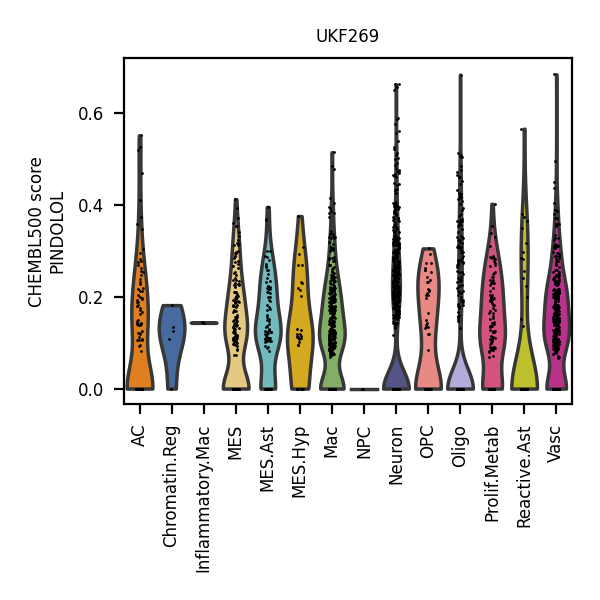 UKF269
CHEMBL500 score
PINDOLOL
0.6
0.4
0.2
0.0
AC
Chromatin.Reg
Inflammatory.Mac
MES
MES.Ast
MES.Hyp
Mac
NPC
Neuron
OPC
Oligo
Prolif.Metab
Reactive.Ast
Vasc